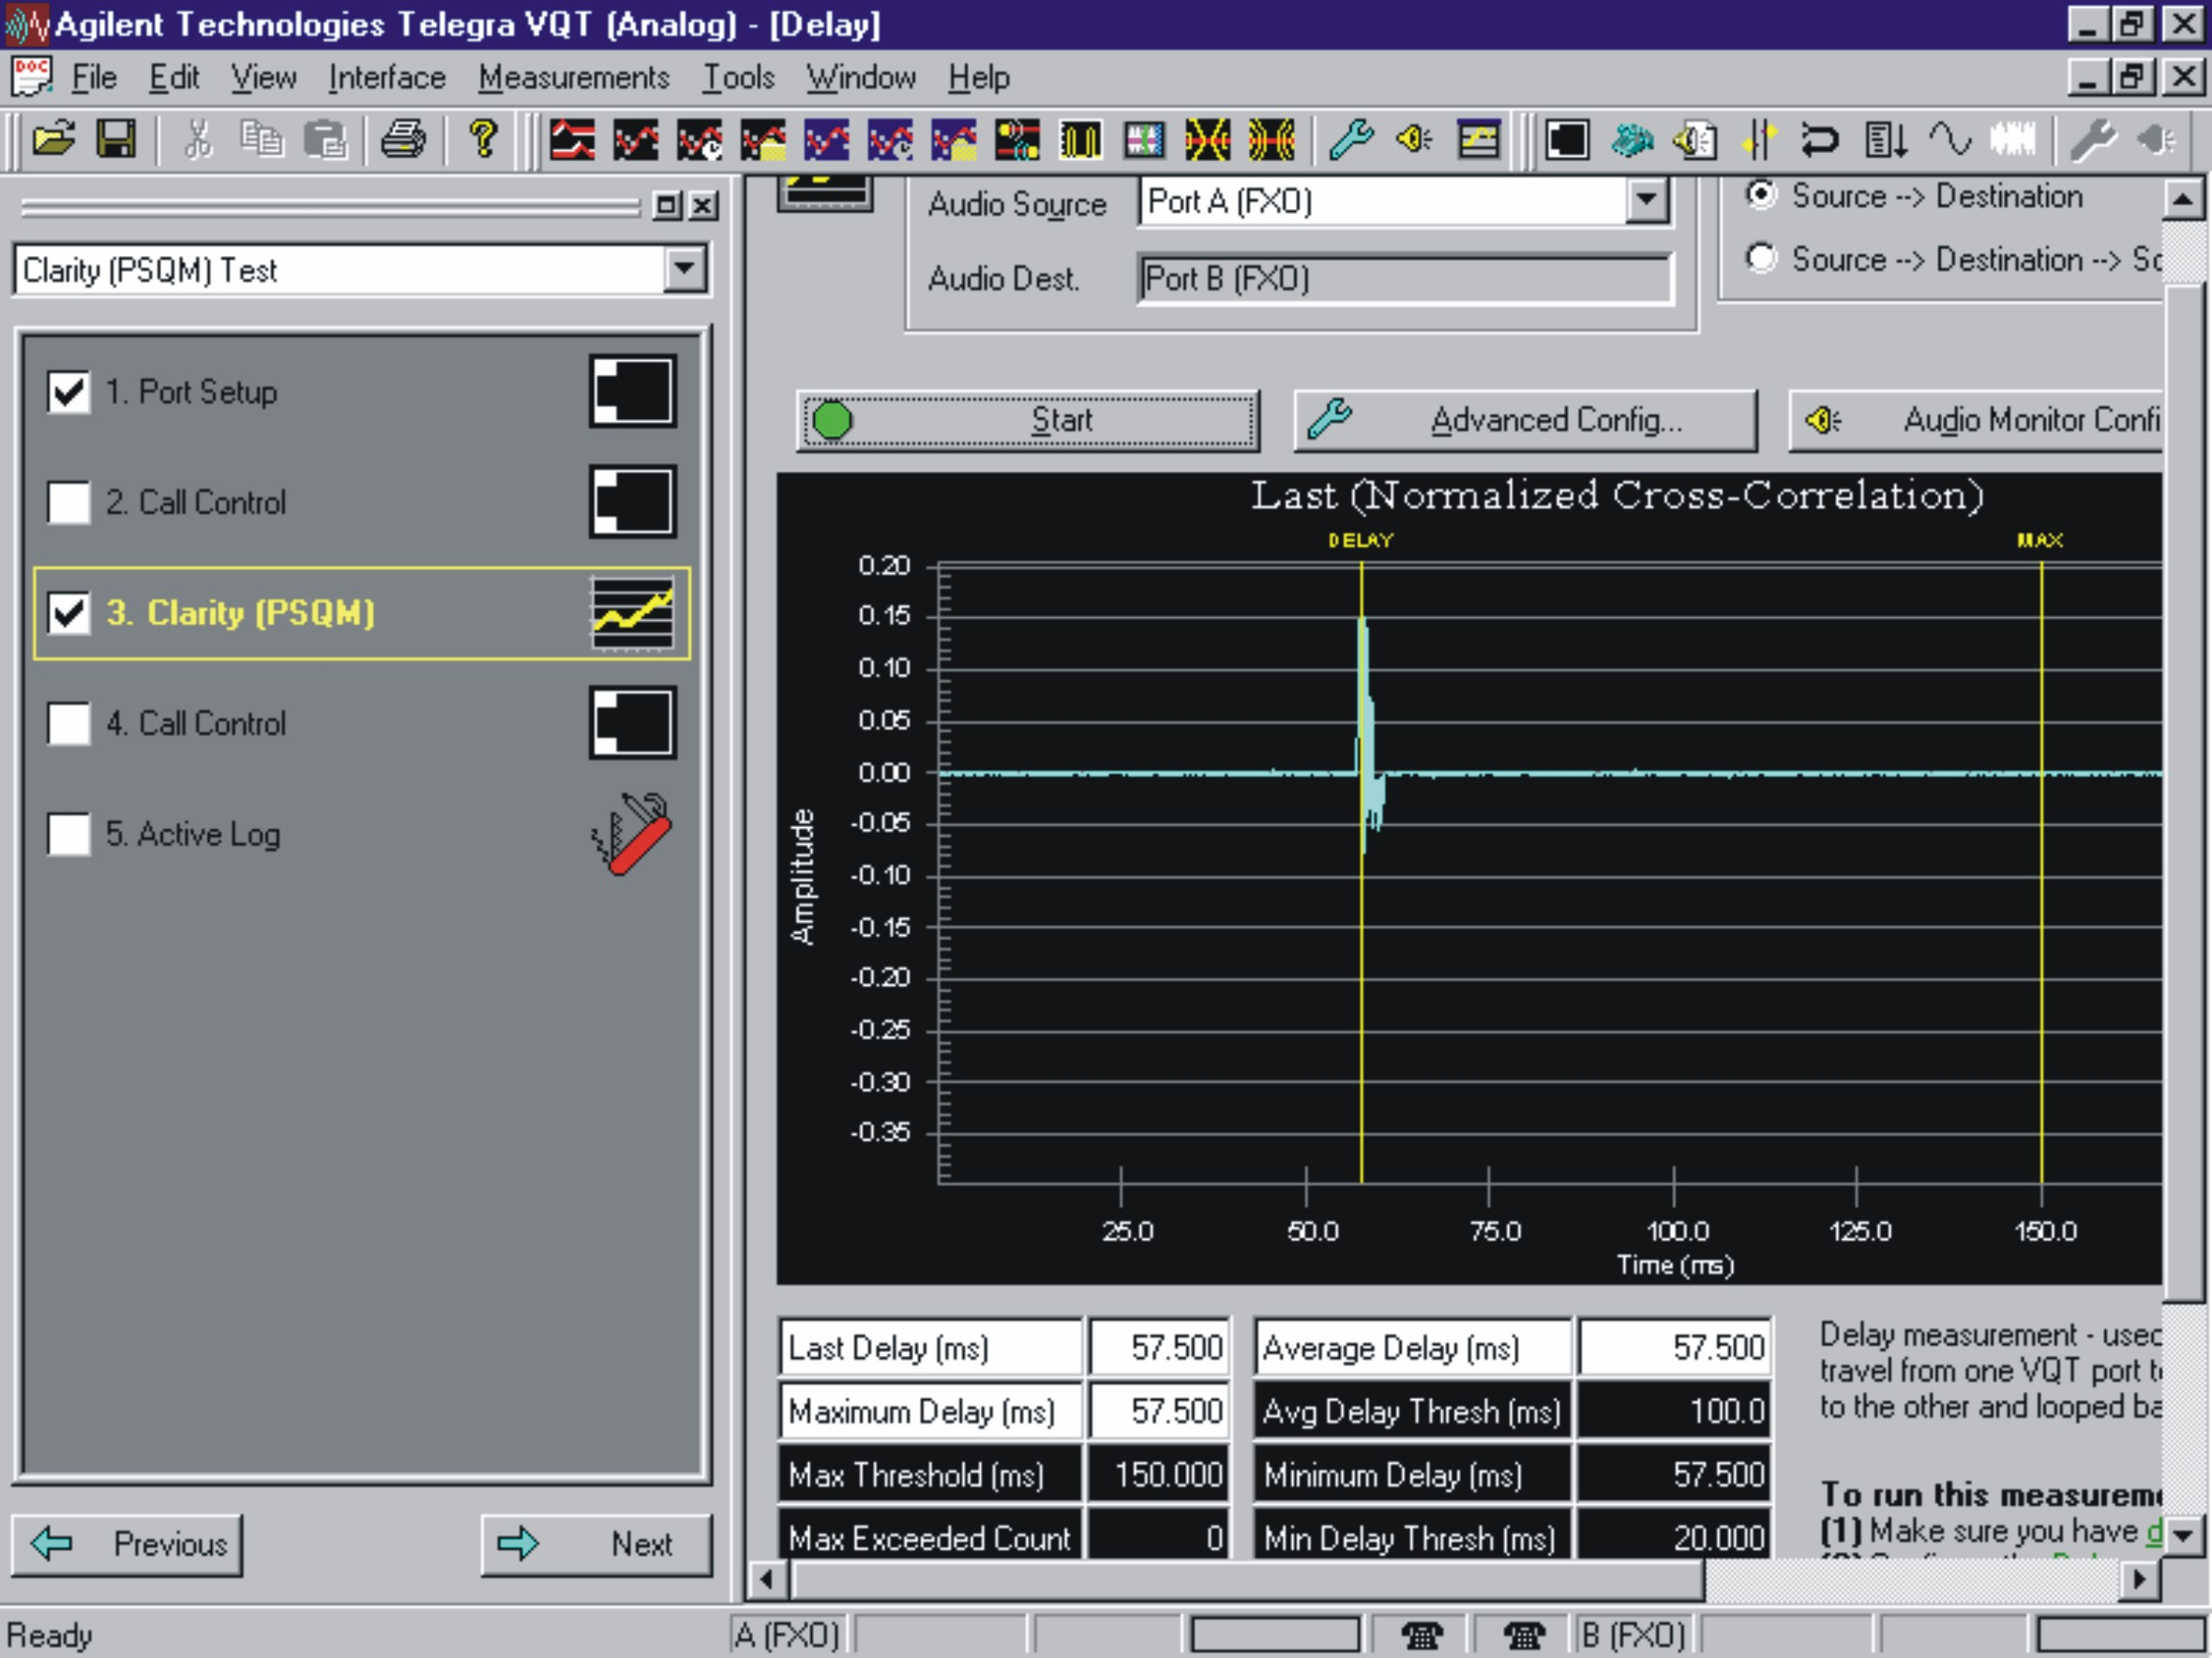 Agilent Technologies Telegra VQT (Analog) - [Delay]
File Edit View Interface Measurements Tools Window Help
Clarity (PSQM) Test
1. Port Setup
2. Call Control
3. Clarity (PSQM)
4. Call Control
5. Active Log
Previous Next
Audio Source Port A (FXO)
Audio Dest. Port B (FXO)
Source --> Destination
Source --> Destination --> So
Start Advanced Config... Audio Monitor Confi
Last (Normalized Cross-Correlation)
DELAY MAX
0.20
0.15
0.10
0.05
0.00
-0.05
-0.10
-0.15
-0.20
-0.25
-0.30
-0.35
Amplitude
25.0 50.0 75.0 100.0 125.0 150.0
Time (ms)
Last Delay (ms) 57.500 Average Delay (ms) 57.500
Maximum Delay (ms) 57.500 Avg Delay Thresh (ms) 100.0
Max Threshold (ms) 150.000 Minimum Delay (ms) 57.500
Max Exceeded Count 0 Min Delay Thresh (ms) 20.000
Delay measurement - used
travel from one VQT port t
to the other and looped ba
To run this measurem
(1) Make sure you have d
Ready A (FXO) B (FXO)